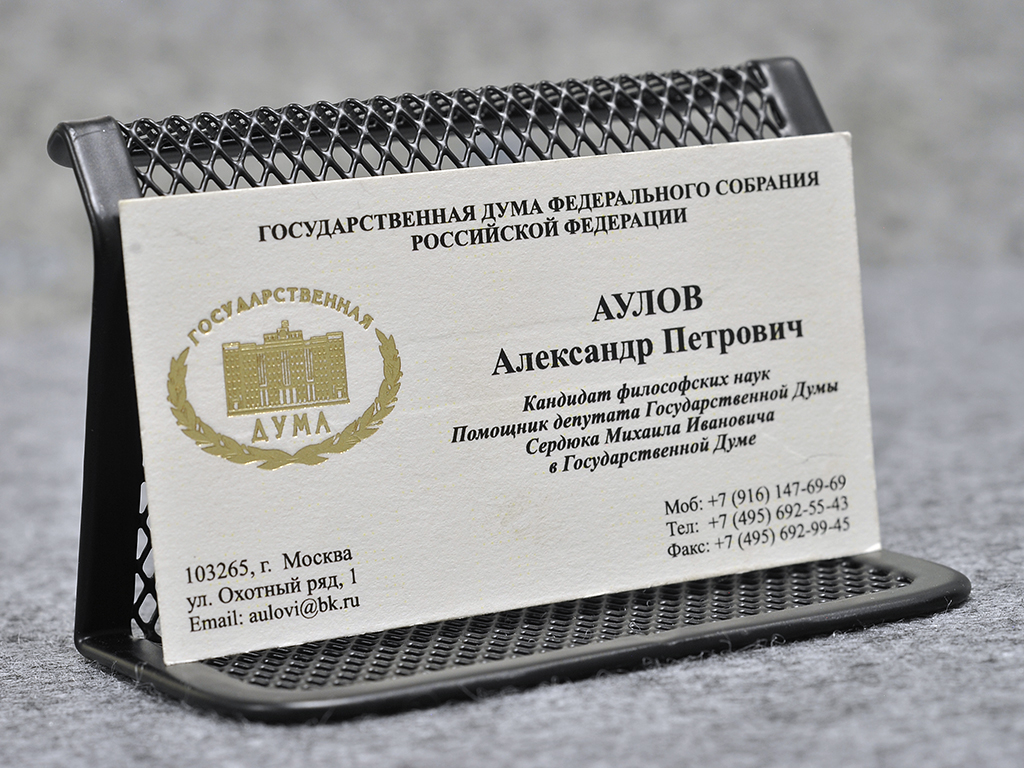 ГОСУДАРСТВЕННАЯ ДУМА ФЕДЕРАЛЬНОГО СОБРАНИЯ
РОССИЙСКОЙ ФЕДЕРАЦИИ
ГОСУДАРСТВЕННАЯ
ДУМА
АУЛОВ
Александр Петрович
Кандидат философских наук
Помощник депутата Государственной Думы
Сердюка Михаила Ивановича
в Государственной Думе
Моб: +7 (916) 147-69-69
Тел: +7 (495) 692-55-43
Факс: +7 (495) 692-99-45
103265, г. Москва
ул. Охотный ряд, 1
Email: aulovi@bk.ru